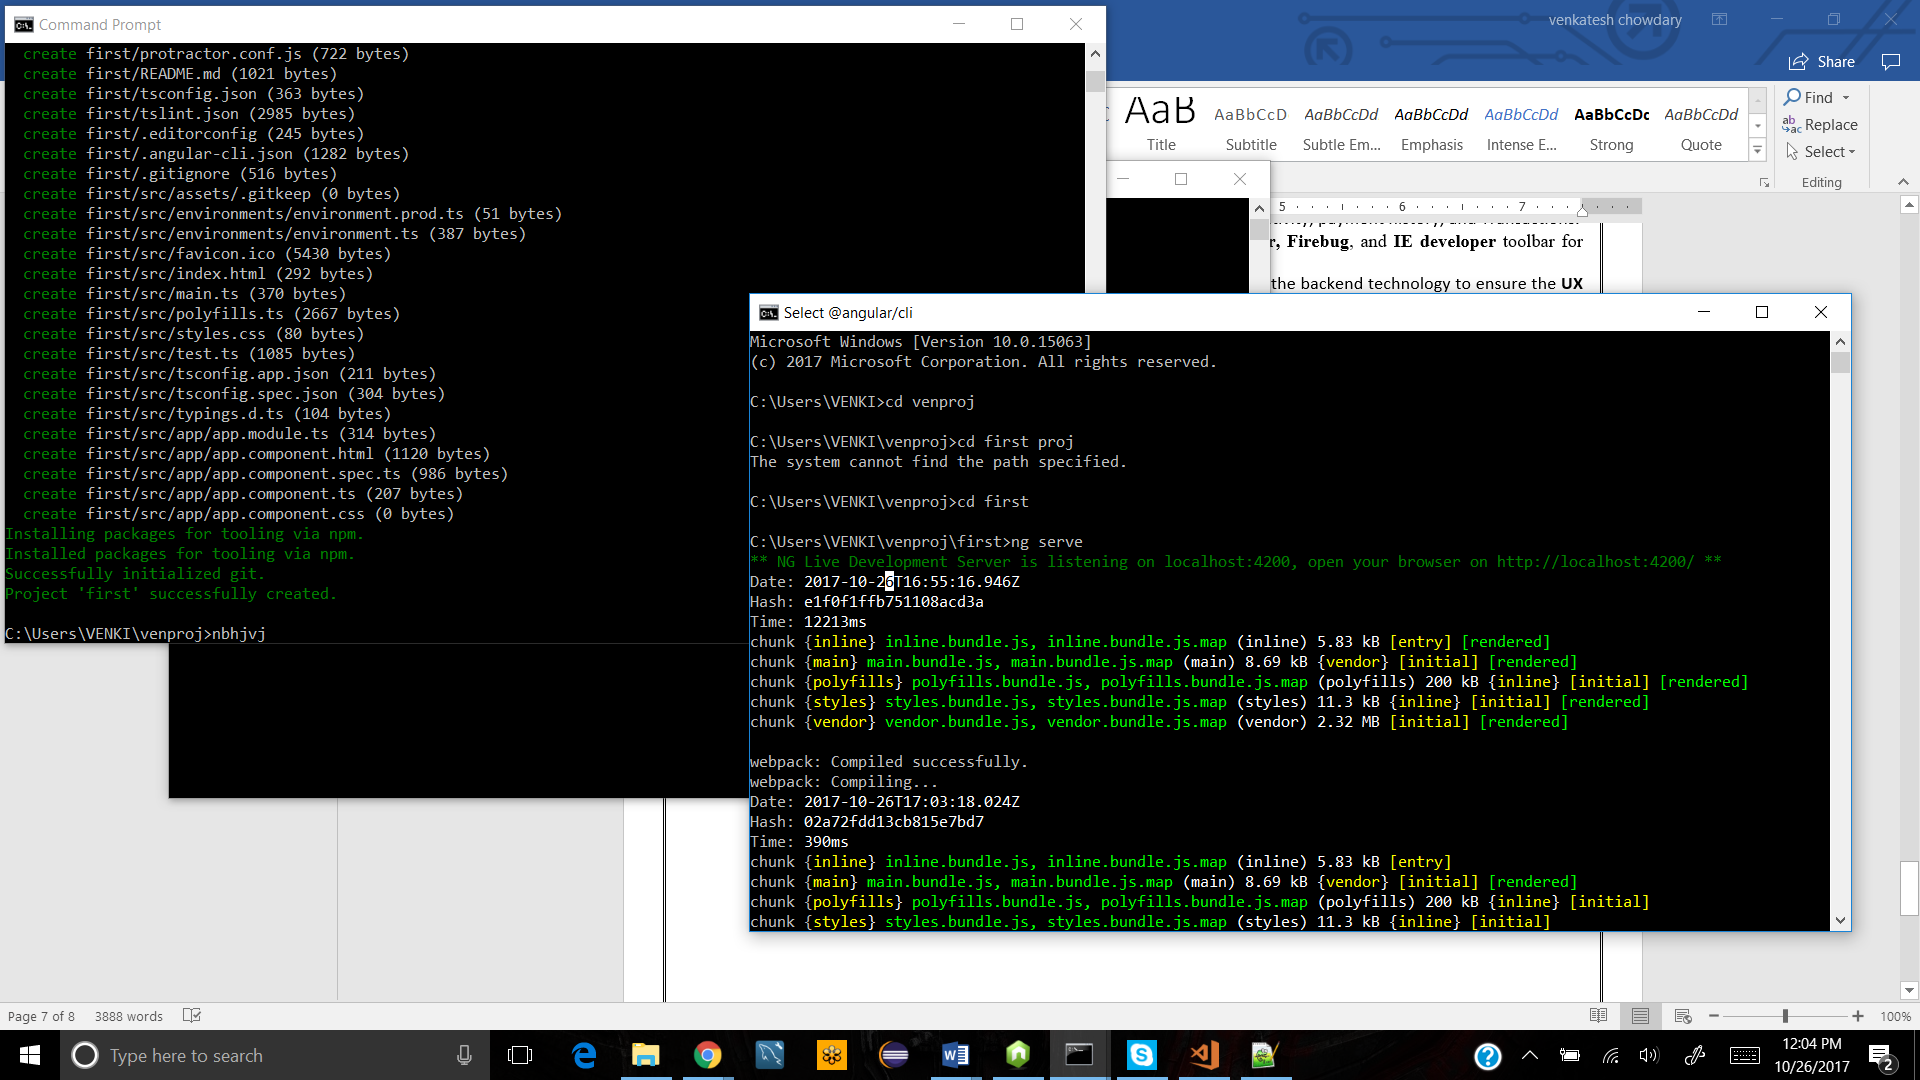 Command Prompt
create first/protractor.conf.js (722 bytes)
create first/README.md (1021 bytes)
create first/tsconfig.json (363 bytes)
create first/tslint.json (2985 bytes)
create first/.editorconfig (245 bytes)
create first/.angular-cli.json (1282 bytes)
create first/.gitignore (516 bytes)
create first/src/assets/.gitkeep (0 bytes)
create first/src/environments/environment.prod.ts (51 bytes)
create first/src/environments/environment.ts (387 bytes)
create first/src/favicon.ico (5430 bytes)
create first/src/index.html (292 bytes)
create first/src/main.ts (370 bytes)
create first/src/polyfills.ts (2667 bytes)
create first/src/styles.css (80 bytes)
create first/src/test.ts (1085 bytes)
create first/src/tsconfig.app.json (211 bytes)
create first/src/tsconfig.spec.json (304 bytes)
create first/src/typings.d.ts (104 bytes)
create first/src/app/app.module.ts (314 bytes)
create first/src/app/app.component.html (1120 bytes)
create first/src/app/app.component.spec.ts (986 bytes)
create first/src/app/app.component.ts (207 bytes)
create first/src/app/app.component.css (0 bytes)
Installing packages for tooling via npm.
Installed packages for tooling via npm.
Successfully initialized git.
Project 'first' successfully created.
C:\Users\VENKI\venproj>nbhjvj
venkatesh chowdary
Share
AaB AaBbCcD AaBbCcDd AaBbCcDd AaBbCcDd AaBbCcDc AaBbCcDd
Title Subtitle Subtle Em... Emphasis Intense E... Strong Quote
Find
Replace
Select
Editing
5 6 7
r, Firebug, and IE developer toolbar for
the backend technology to ensure the UX
Select @angular/cli
Microsoft Windows [Version 10.0.15063]
(c) 2017 Microsoft Corporation. All rights reserved.
C:\Users\VENKI>cd venproj
C:\Users\VENKI\venproj>cd first proj
The system cannot find the path specified.
C:\Users\VENKI\venproj>cd first
C:\Users\VENKI\venproj\first>ng serve
** NG Live Development Server is listening on localhost:4200, open your browser on http://localhost:4200/ **
Date: 2017-10-26T16:55:16.946Z
Hash: e1f0f1ffb751108acd3a
Time: 12213ms
chunk {inline} inline.bundle.js, inline.bundle.js.map (inline) 5.83 kB [entry] [rendered]
chunk {main} main.bundle.js, main.bundle.js.map (main) 8.69 kB {vendor} [initial] [rendered]
chunk {polyfills} polyfills.bundle.js, polyfills.bundle.js.map (polyfills) 200 kB {inline} [initial] [rendered]
chunk {styles} styles.bundle.js, styles.bundle.js.map (styles) 11.3 kB {inline} [initial] [rendered]
chunk {vendor} vendor.bundle.js, vendor.bundle.js.map (vendor) 2.32 MB [initial] [rendered]
webpack: Compiled successfully.
webpack: Compiling...
Date: 2017-10-26T17:03:18.024Z
Hash: 02a72fdd13cb815e7bd7
Time: 390ms
chunk {inline} inline.bundle.js, inline.bundle.js.map (inline) 5.83 kB [entry]
chunk {main} main.bundle.js, main.bundle.js.map (main) 8.69 kB {vendor} [initial] [rendered]
chunk {polyfills} polyfills.bundle.js, polyfills.bundle.js.map (polyfills) 200 kB {inline} [initial]
chunk {styles} styles.bundle.js, styles.bundle.js.map (styles) 11.3 kB {inline} [initial]
Page 7 of 8 3888 words
100%
Type here to search
12:04 PM
10/26/2017
2